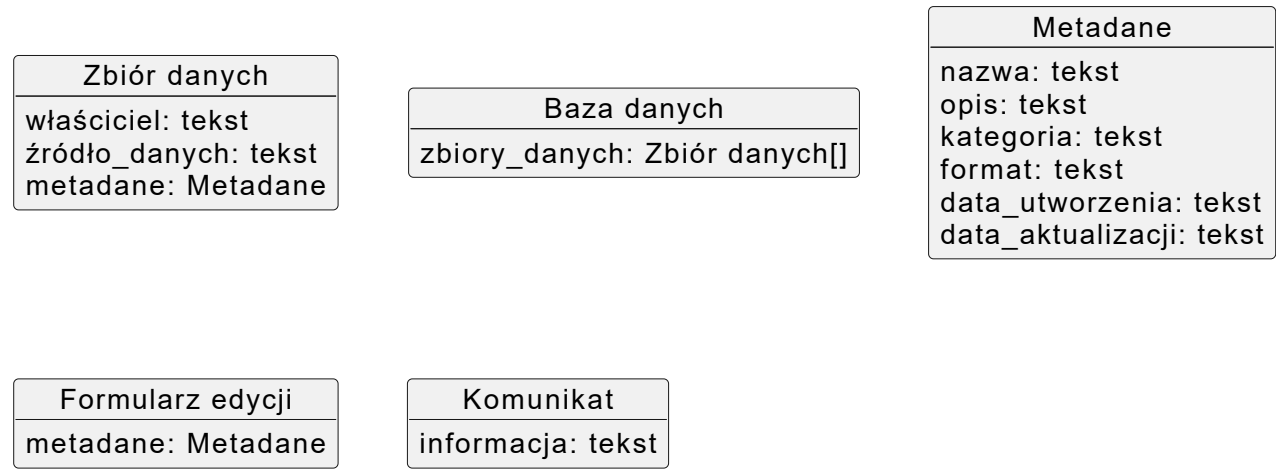 Zbiór danych
właściciel: tekst
źródło_danych: tekst
metadane: Metadane
Baza danych
zbiory_danych: Zbiór danych[]
Metadane
nazwa: tekst
opis: tekst
kategoria: tekst
format: tekst
data_utworzenia: tekst
data_aktualizacji: tekst
Formularz edycji
metadane: Metadane
Komunikat
informacja: tekst